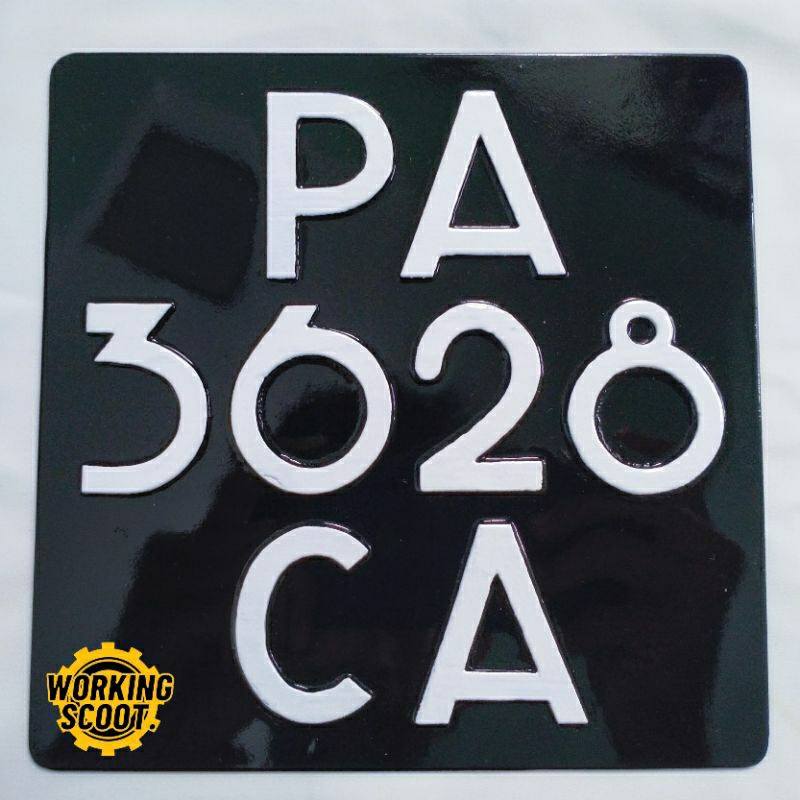 PA
3628
CA
WORKING
SCOOT.